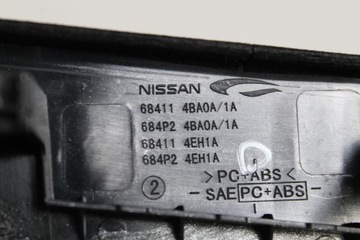 NISSAN
68411 4BA0A/1A
684P2 4BA0A/1A
68411 4EH1A
684P2 4EH1A
>PC+ABS<
2
-SAE PC+ABS-